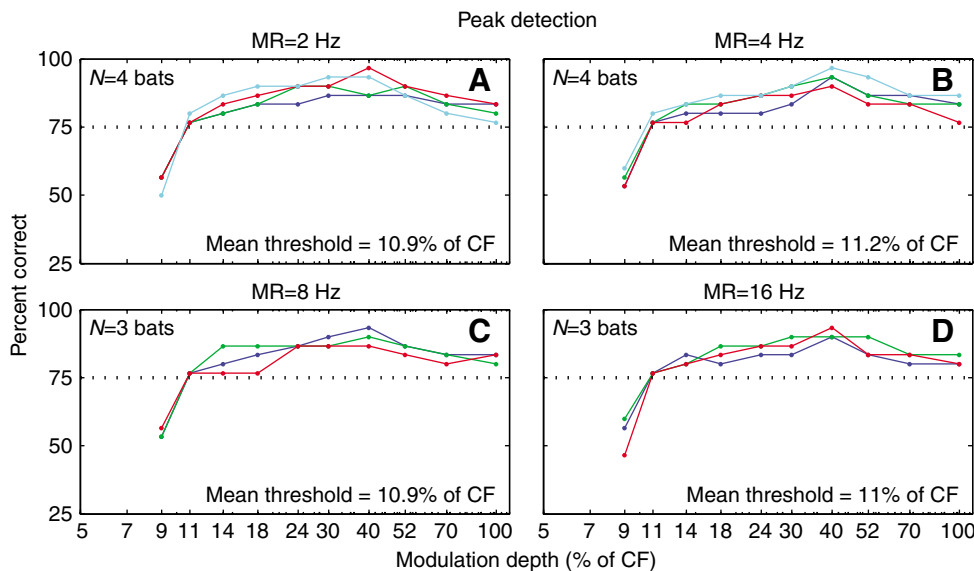 Peak detection
MR=2 Hz
MR=4 Hz
100
N=4 bats
A
N=4 bats
B
75
50
Mean threshold = 10.9% of CF
Mean threshold = 11.2% of CF
25
Percent correct
MR=8 Hz
MR=16 Hz
100
N=3 bats
C
N=3 bats
D
75
50
Mean threshold = 10.9% of CF
Mean threshold = 11% of CF
25
5 7 9 11 14 18 24 30 40 52 70 100
5 7 9 11 14 18 24 30 40 52 70 100
Modulation depth (% of CF)